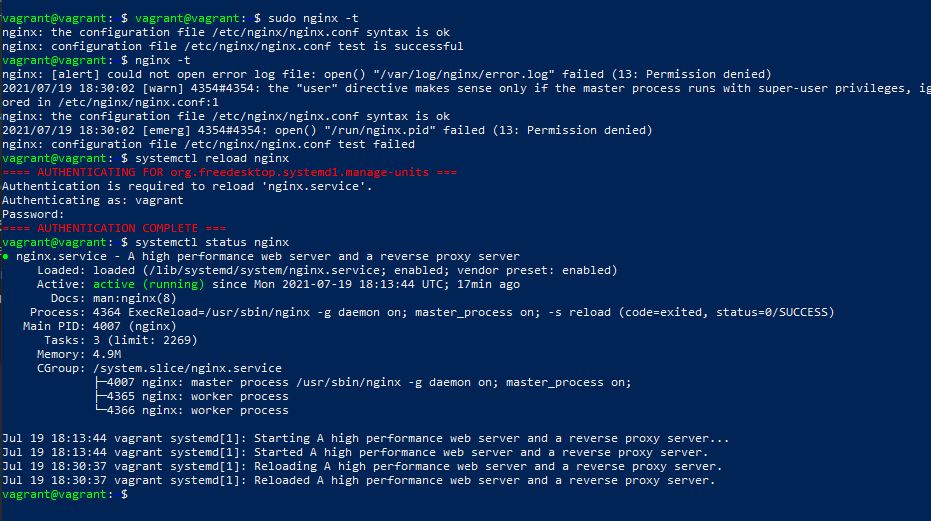 vagrant@vagrant: $ vagrant@vagrant: $ sudo nginx -t
nginx: the configuration file /etc/nginx/nginx.conf syntax is ok
nginx: configuration file /etc/nginx/nginx.conf test is successful
vagrant@vagrant: $ nginx -t
nginx: [alert] could not open error log file: open() "/var/log/nginx/error.log" failed (13: Permission denied)
2021/07/19 18:30:02 [warn] 4354#4354: the "user" directive makes sense only if the master process runs with super-user privileges, ig
ored in /etc/nginx/nginx.conf:1
nginx: the configuration file /etc/nginx/nginx.conf syntax is ok
2021/07/19 18:30:02 [emerg] 4354#4354: open() "/run/nginx.pid" failed (13: Permission denied)
nginx: configuration file /etc/nginx/nginx.conf test failed
vagrant@vagrant: $ systemctl reload nginx
==== AUTHENTICATING FOR org.freedesktop.systemd1.manage-units ===
Authentication is required to reload 'nginx.service'.
Authenticating as: vagrant
Password:
==== AUTHENTICATION COMPLETE ===
vagrant@vagrant: $ systemctl status nginx
● nginx.service - A high performance web server and a reverse proxy server
Loaded: loaded (/lib/systemd/system/nginx.service; enabled; vendor preset: enabled)
Active: active (running) since Mon 2021-07-19 18:13:44 UTC; 17min ago
Docs: man:nginx(8)
Process: 4364 ExecReload=/usr/sbin/nginx -g daemon on; master_process on; -s reload (code=exited, status=0/SUCCESS)
Main PID: 4007 (nginx)
Tasks: 3 (limit: 2269)
Memory: 4.9M
CGroup: /system.slice/nginx.service
├─4007 nginx: master process /usr/sbin/nginx -g daemon on; master_process on;
├─4365 nginx: worker process
└─4366 nginx: worker process
Jul 19 18:13:44 vagrant systemd[1]: Starting A high performance web server and a reverse proxy server...
Jul 19 18:13:44 vagrant systemd[1]: Started A high performance web server and a reverse proxy server.
Jul 19 18:30:37 vagrant systemd[1]: Reloading A high performance web server and a reverse proxy server.
Jul 19 18:30:37 vagrant systemd[1]: Reloaded A high performance web server and a reverse proxy server.
vagrant@vagrant: $